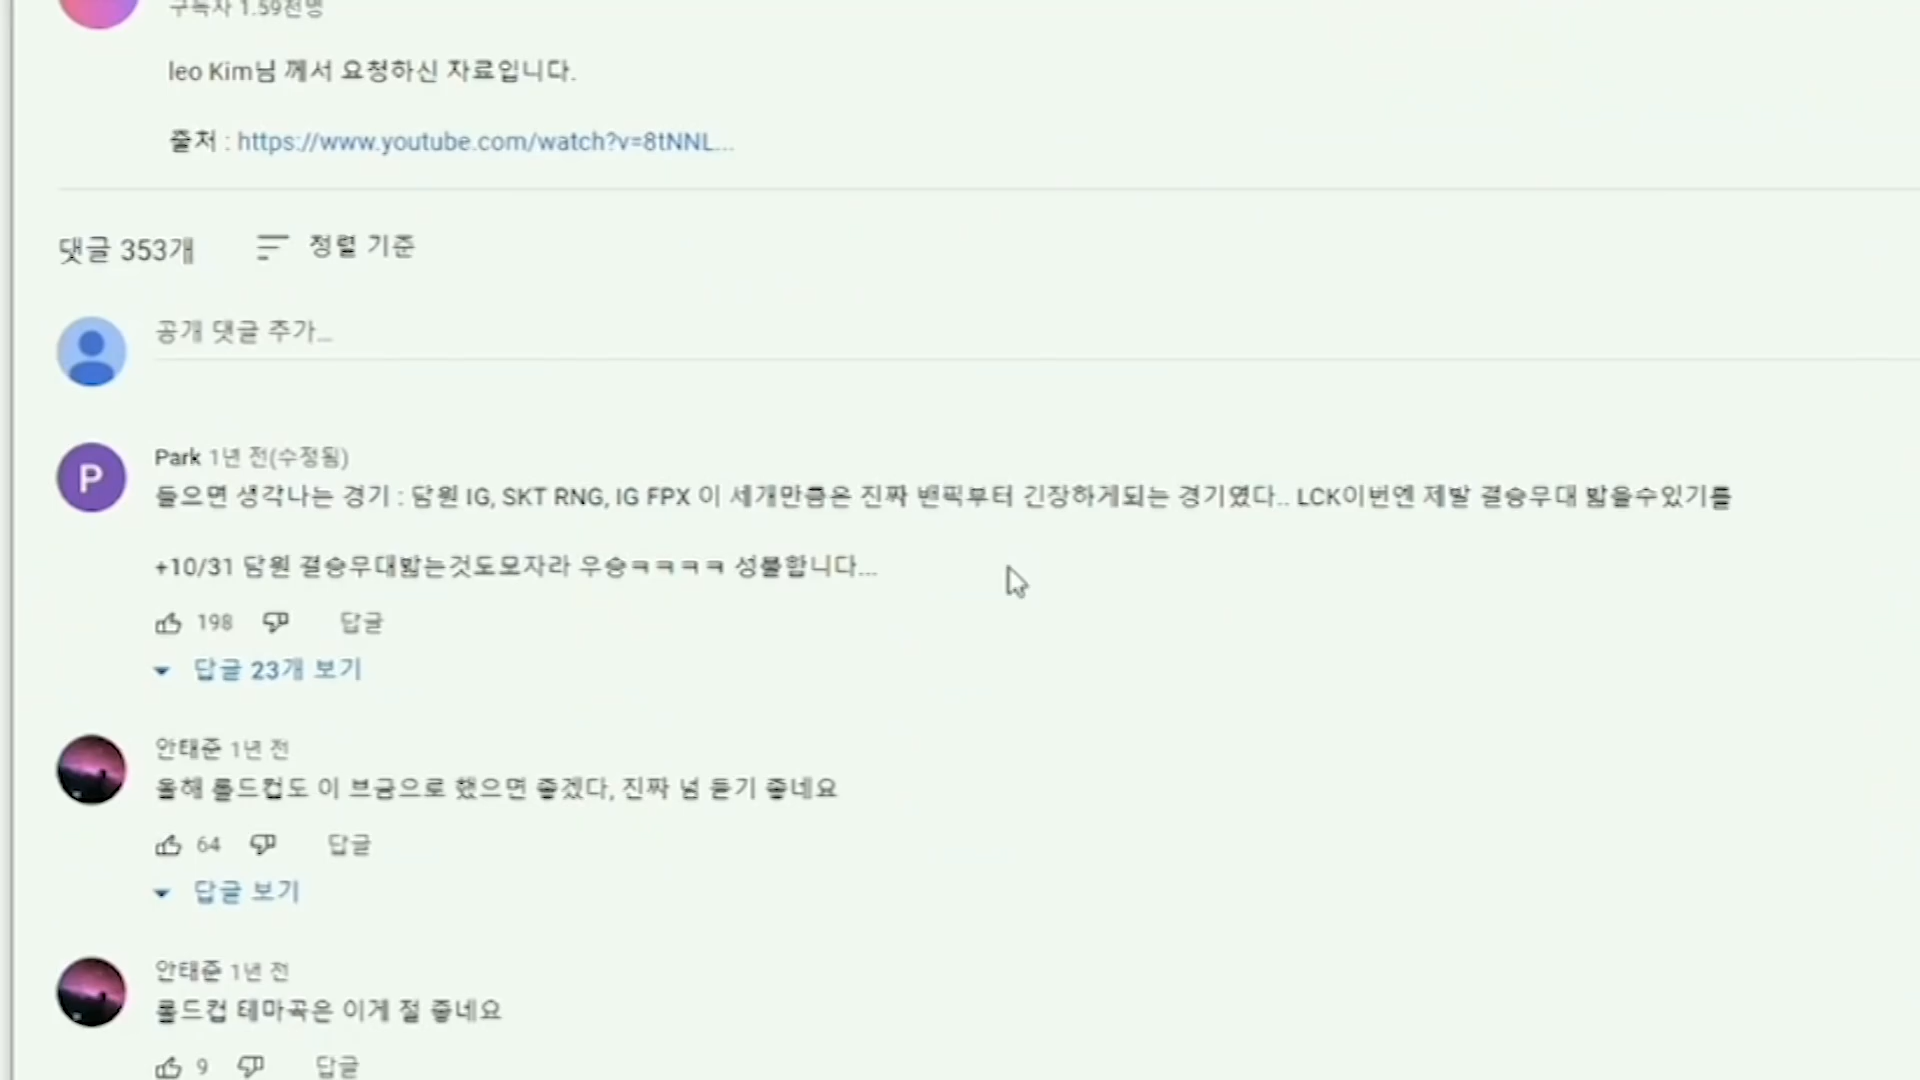 구독자 1.59천명
leo Kim님 께서 요청하신 자료입니다.
출처 : https://www.youtube.com/watch?v=8tNNL...
댓글 353개
정렬 기준
공개 댓글 추가...
P
Park 1년 전(수정됨)
들으면 생각나는 경기 : 담원 IG, SKT RNG, IG FPX 이 세개만큼은 진짜 밴픽부터 긴장하게되는 경기였다.. LCK이번엔 제발 결승무대 밟을수있기를
+10/31 담원 결승무대밟는것도모자라 우승ㅋㅋㅋㅋ 성불합니다...
198 답글
답글 23개 보기
안태준 1년 전
올해 롤드컵도 이 브금으로 했으면 좋겠다, 진짜 넘 듣기 좋네요
64 답글
답글 보기
안태준 1년 전
롤드컵 테마곡은 이게 절 좋네요
9 답글